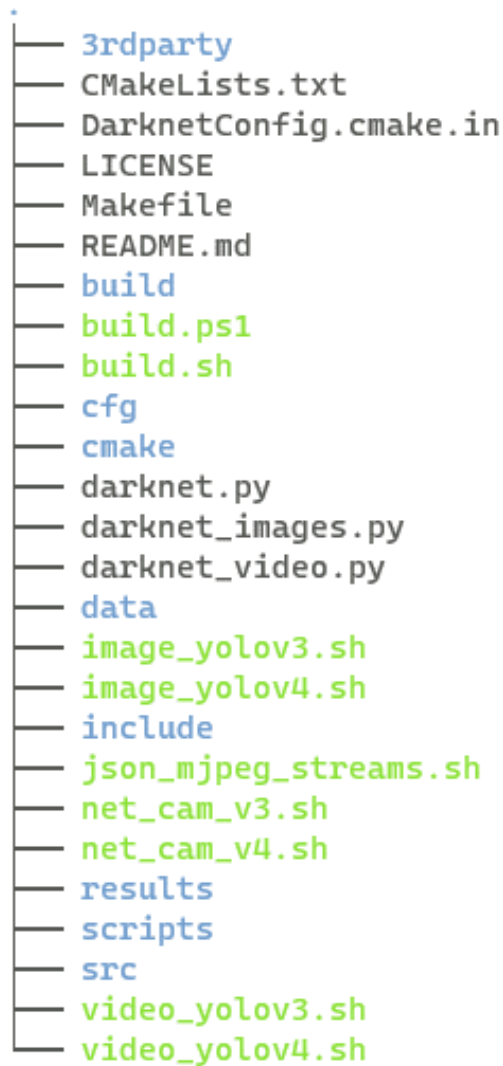 .
3rdparty
CMakeLists.txt
DarknetConfig.cmake.in
LICENSE
Makefile
README.md
build
build.ps1
build.sh
cfg
cmake
darknet.py
darknet_images.py
darknet_video.py
data
image_yolov3.sh
image_yolov4.sh
include
json_mjpeg_streams.sh
net_cam_v3.sh
net_cam_v4.sh
results
scripts
src
video_yolov3.sh
video_yolov4.sh